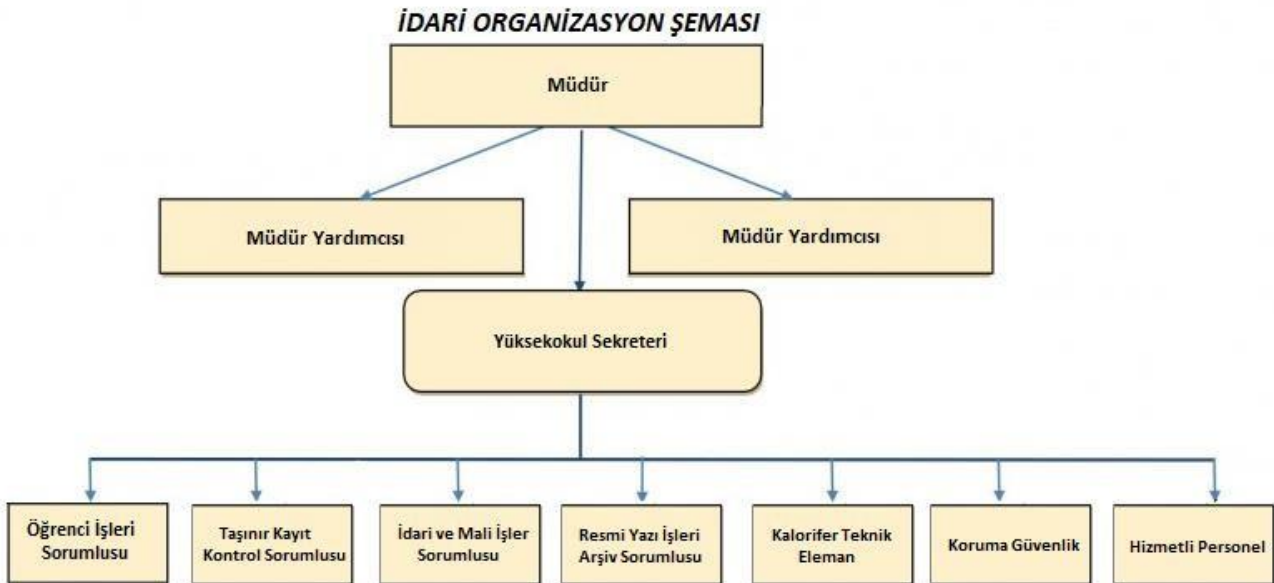 İDARİ ORGANİZASYON ŞEMASI
Müdür
Müdür Yardımcısı
Müdür Yardımcısı
Yüksekokul Sekreteri
Öğrenci İşleri
Sorumlusu
Taşınır Kayıt
Kontrol Sorumlusu
İdari ve Mali İşler
Sorumlusu
Resmi Yazı İşleri
Arşiv Sorumlusu
Kalorifer Teknik
Eleman
Koruma Güvenlik
Hizmetli Personel